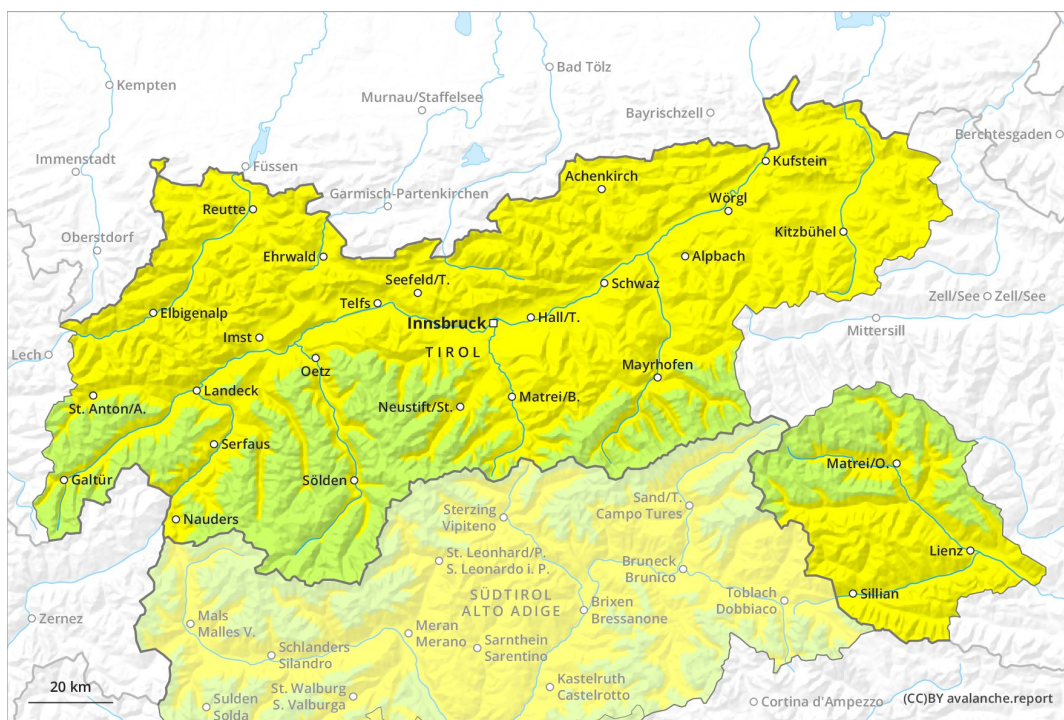 Bad Tölz
Kempten
Murnau/Staffelsee
Bayrischzell
Berchtesgaden
Immenstadt
Füssen
Kufstein
Achenkirch
Garmisch-Partenkirchen
Wörgl
Reutte
Oberstdorf
Kitzbühel
Ehrwald
Alpbach
Seefeld/T.
Schwaz
Telfs
Zell/See
Zell/See
Elbigenalp
Innsbruck
Hall/T.
Mittersill
Imst
Lech
TIROL
Oetz
Mayrhofen
Landeck
St. Anton/A.
Neustift/St.
Matrei/B.
Serfaus
Matrei/O.
Galtür
Sölden
Sand/T.
Campo Tures
Sterzing
Vipiteno
Nauders
Lienz
St. Leonhard/P.
S. Leonardo i. P.
Bruneck
Brunico
Sillian
SÜDTIROL
ALTO ADIGE
Toblach
Dobbiaco
Brixen
Bressanone
Zernez
Mals
Malles V.
Meran
Merano
Sarnthein
Sarentino
Schlanders
Silandro
Kastelruth
Castelrotto
20 km
St. Walburg
S. Valburga
Sulden
Solda
Cortina d'Ampezzo
(CC)BY avalanche.report